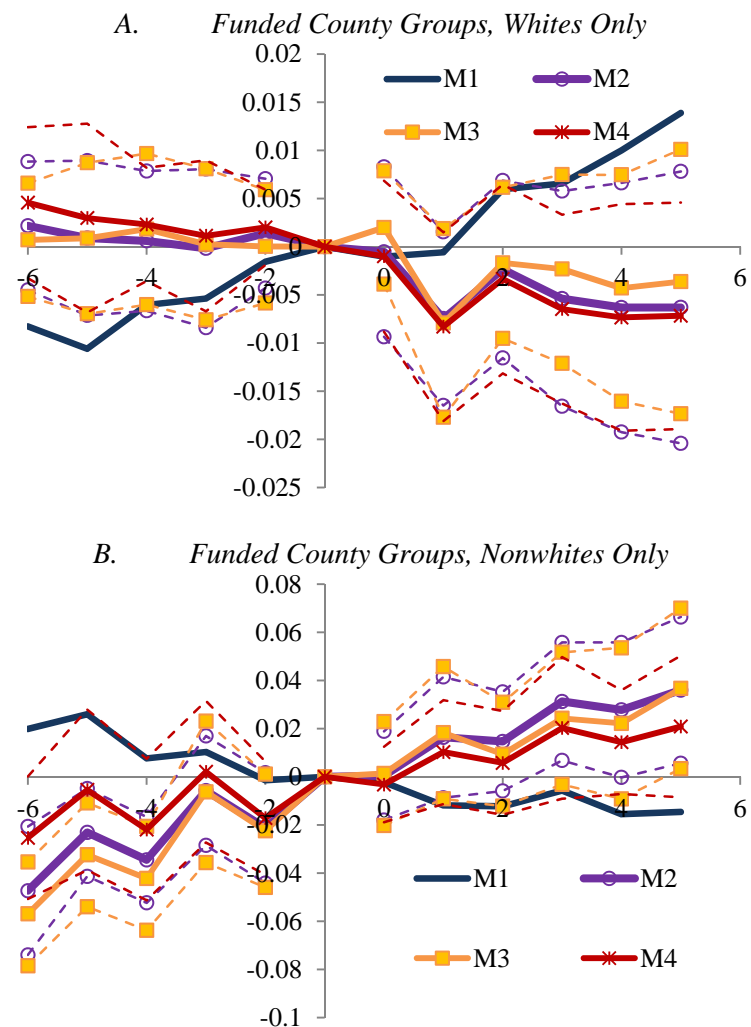 A. Funded County Groups, Whites Only
0.02
M1 M2
0.015
M3 M4
0.01
0.005
0
-6 -4 -2 0 2 4 6
-0.005
-0.01
-0.015
-0.02
-0.025
B. Funded County Groups, Nonwhites Only
0.08
0.06
0.04
0.02
0
-6 -4 -2 0 2 4 6
-0.02
-0.04
M1 M2
-0.06
M3 M4
-0.08
-0.1